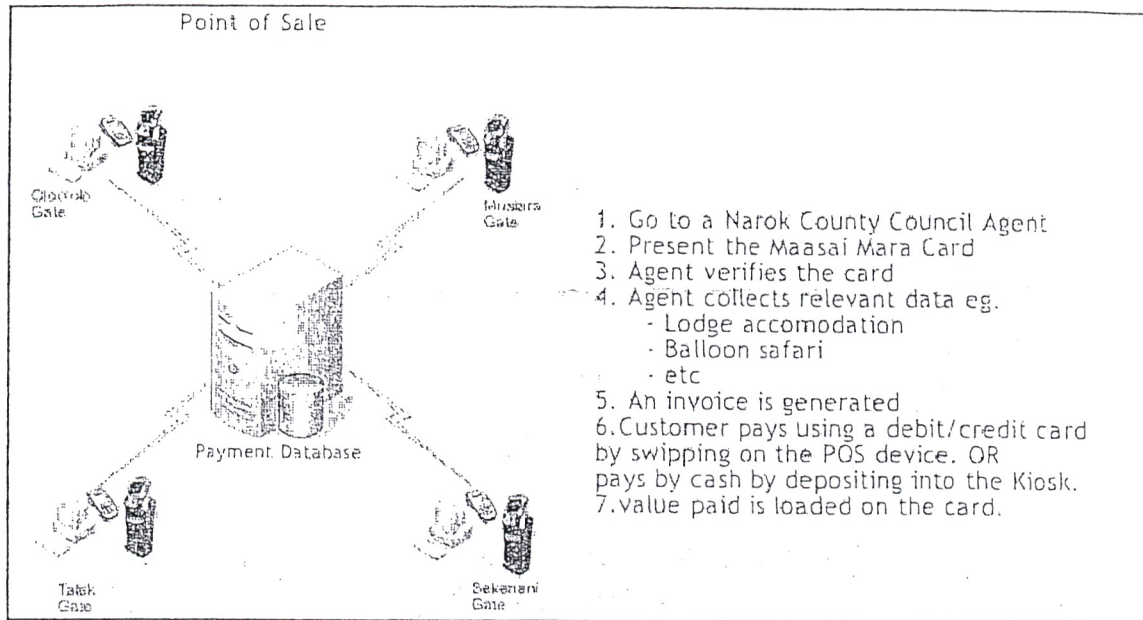 Point of Sale
Gate
Musiara
Gate
1. Go to a Narok County Council Agent
2. Present the Maasai Mara Card
3. Agent verifies the card
4. Agent collects relevant data eg.
- Lodge accomodation
- Balloon safari
- etc
5. An invoice is generated
6.Customer pays using a debit/credit card
by swipping on the POS device. OR
pays by cash by depositing into the Kiosk.
7.value paid is loaded on the card.
Payment Database
Talek
Gate
Sekenani
Gate